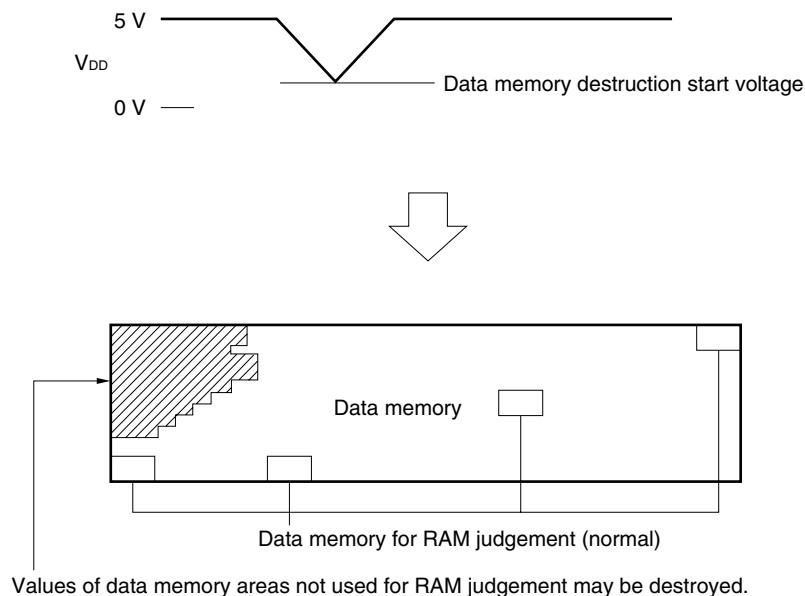 5 V
VDD
Data memory destruction start voltage
0 V
Data memory
Data memory for RAM judgement (normal)
Values of data memory areas not used for RAM judgement may be destroyed.